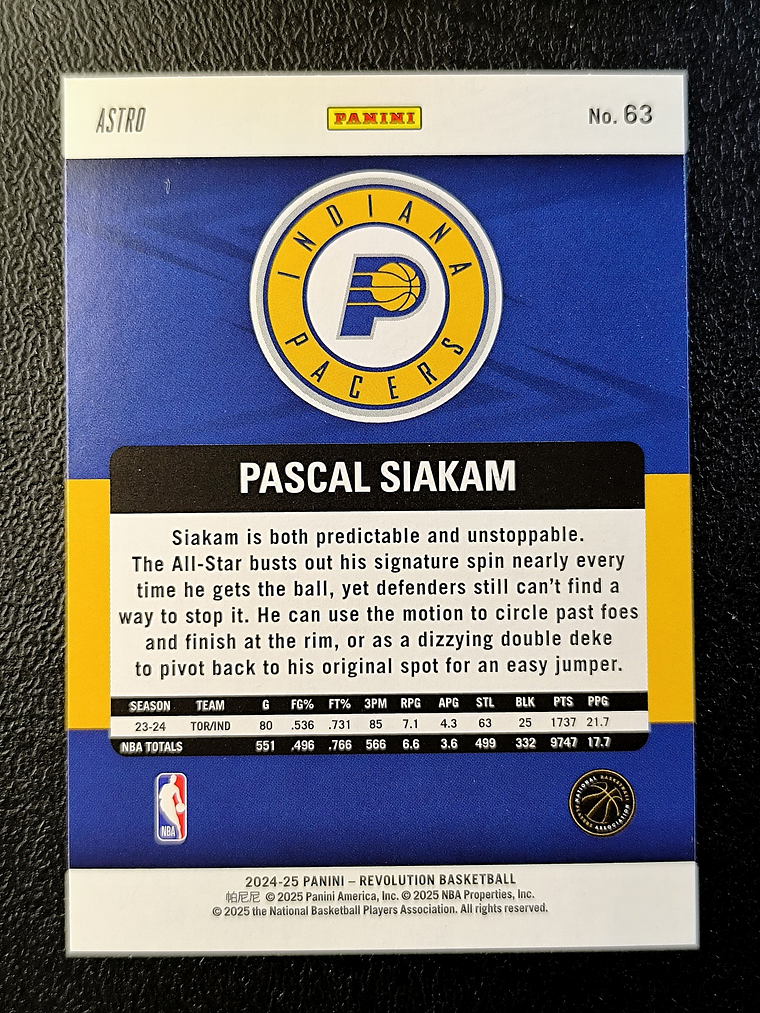 ASTRO
PANINI
No. 63
INDIANA
PACERS
PASCAL SIAKAM
Siakam is both predictable and unstoppable.
The All-Star busts out his signature spin nearly every
time he gets the ball, yet defenders still can't find a
way to stop it. He can use the motion to circle past foes
and finish at the rim, or as a dizzying double deke
to pivot back to his original spot for an easy jumper.
SEASON TEAM G FG% FT% 3PM RPG APG STL BLK PTS PPG
23-24 TOR/IND 80 .536 .731 85 7.1 4.3 63 25 1737 21.7
NBA TOTALS 551 .496 .766 566 6.6 3.6 499 332 9747 17.7
NBA
NATIONAL BASKETBALL
PLAYERS ASSOCIATION
2024-25 PANINI – REVOLUTION BASKETBALL
帕尼尼 © 2025 Panini America, Inc. © 2025 NBA Properties, Inc.
© 2025 the National Basketball Players Association. All rights reserved.